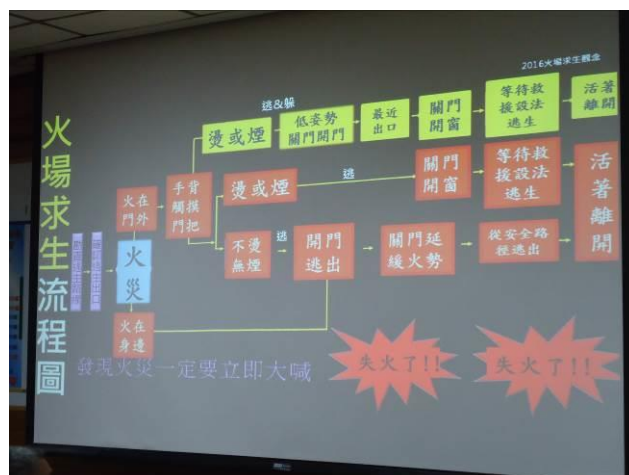 2016火場求生觀念
火場求生流程圖
逃&躲
燙或煙
低姿勢
關門開門
最近
出口
關門
開窗
等待救
援設法
逃生
活著
離開
火在
門外
手背
觸摸
門把
燙或煙
逃
關門
開窗
等待救
援設法
逃生
活著離開
火災
不燙
無煙
逃
開門
逃出
關門延
緩火勢
從安全路
徑逃出
火在
身邊
發現火災一定要立即大喊
失火了!!
失火了!!